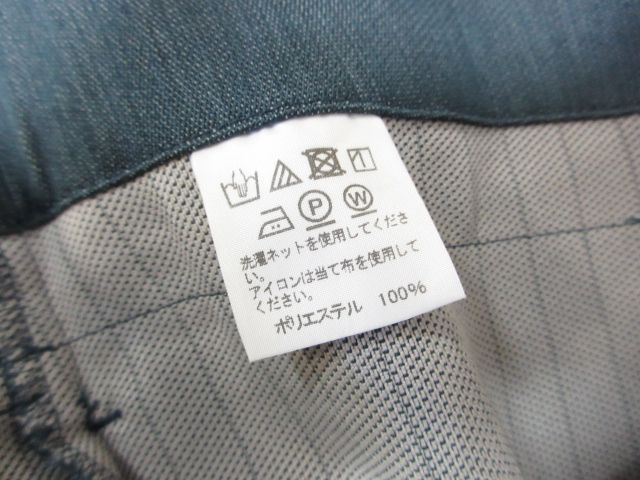 P W
洗濯ネットを使用してくださ
い。
アイロンは当て布を使用して
ください。
ポリエステル 100%